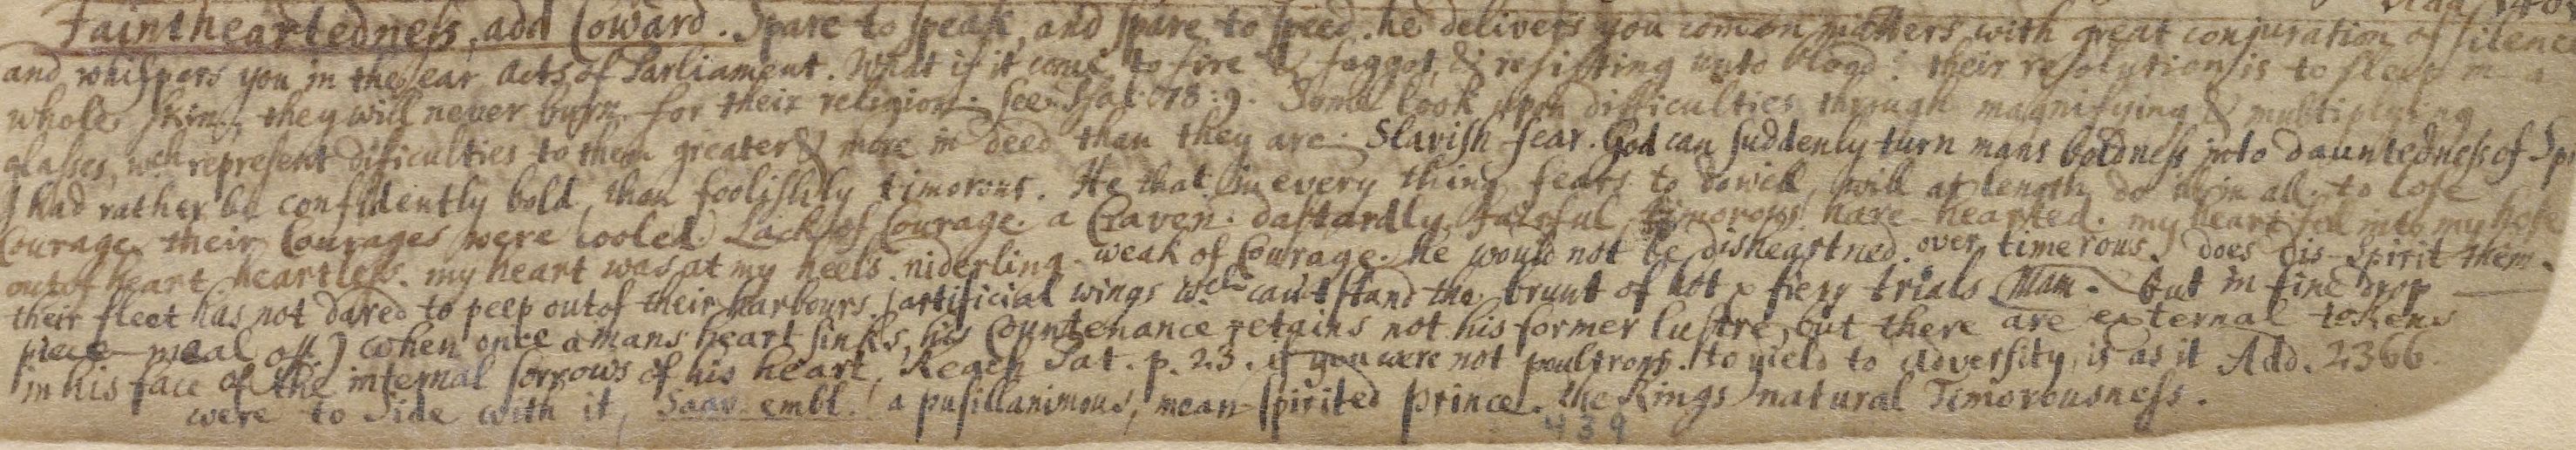 Faintheartedness, add Coward. Spare to speak, and spare to speed. he delivers you comon matters with great conjuration of silence
and whispers you in the ear Acts of Parliament. What if it come to fire & faggot, & resisting unto blood? their resolution is to sleep in a
whole skin, they will never burn for their religion. see Psal: 78:9. Some look upon difficulties through magnifying & multiplying
glasses, wch represent dificulties to them greater & more in deed than they are. Slavish fear. God can suddenly turn mans boldness into dauntedness of Sp
I had rather be confidently bold, than foolishly timorous. He that in every thing fears to do well, will at length do ill in all. to lose
Courage. their Courages were cooled. Lack of Courage. a Craven. dastardly, fearful, timorous, hare-hearted. my heart fel into my hose
out of heart heartless. my heart was at my heels. niderling. weak of Courage. he would not be disheartned. over timerous. does dis-spirit them.
their fleet has not dared to peep out of their harbours. (artificial wings wch can't stand the brunt of hot & fiery trials Man. but in fine drop
piece-meal off.) when once a mans heart sinks, his Countenance retains not his former lustre, but there are external tokens
in his face of the internal sorrows of his heart, Keach Sat. p. 23. if you were not poultrons. to yield to adversity, is as it Add. 2366
were to side with it, Saav. embl. a pusillanimous, mean-spirited prince. the Kings natural Timorousness.
439